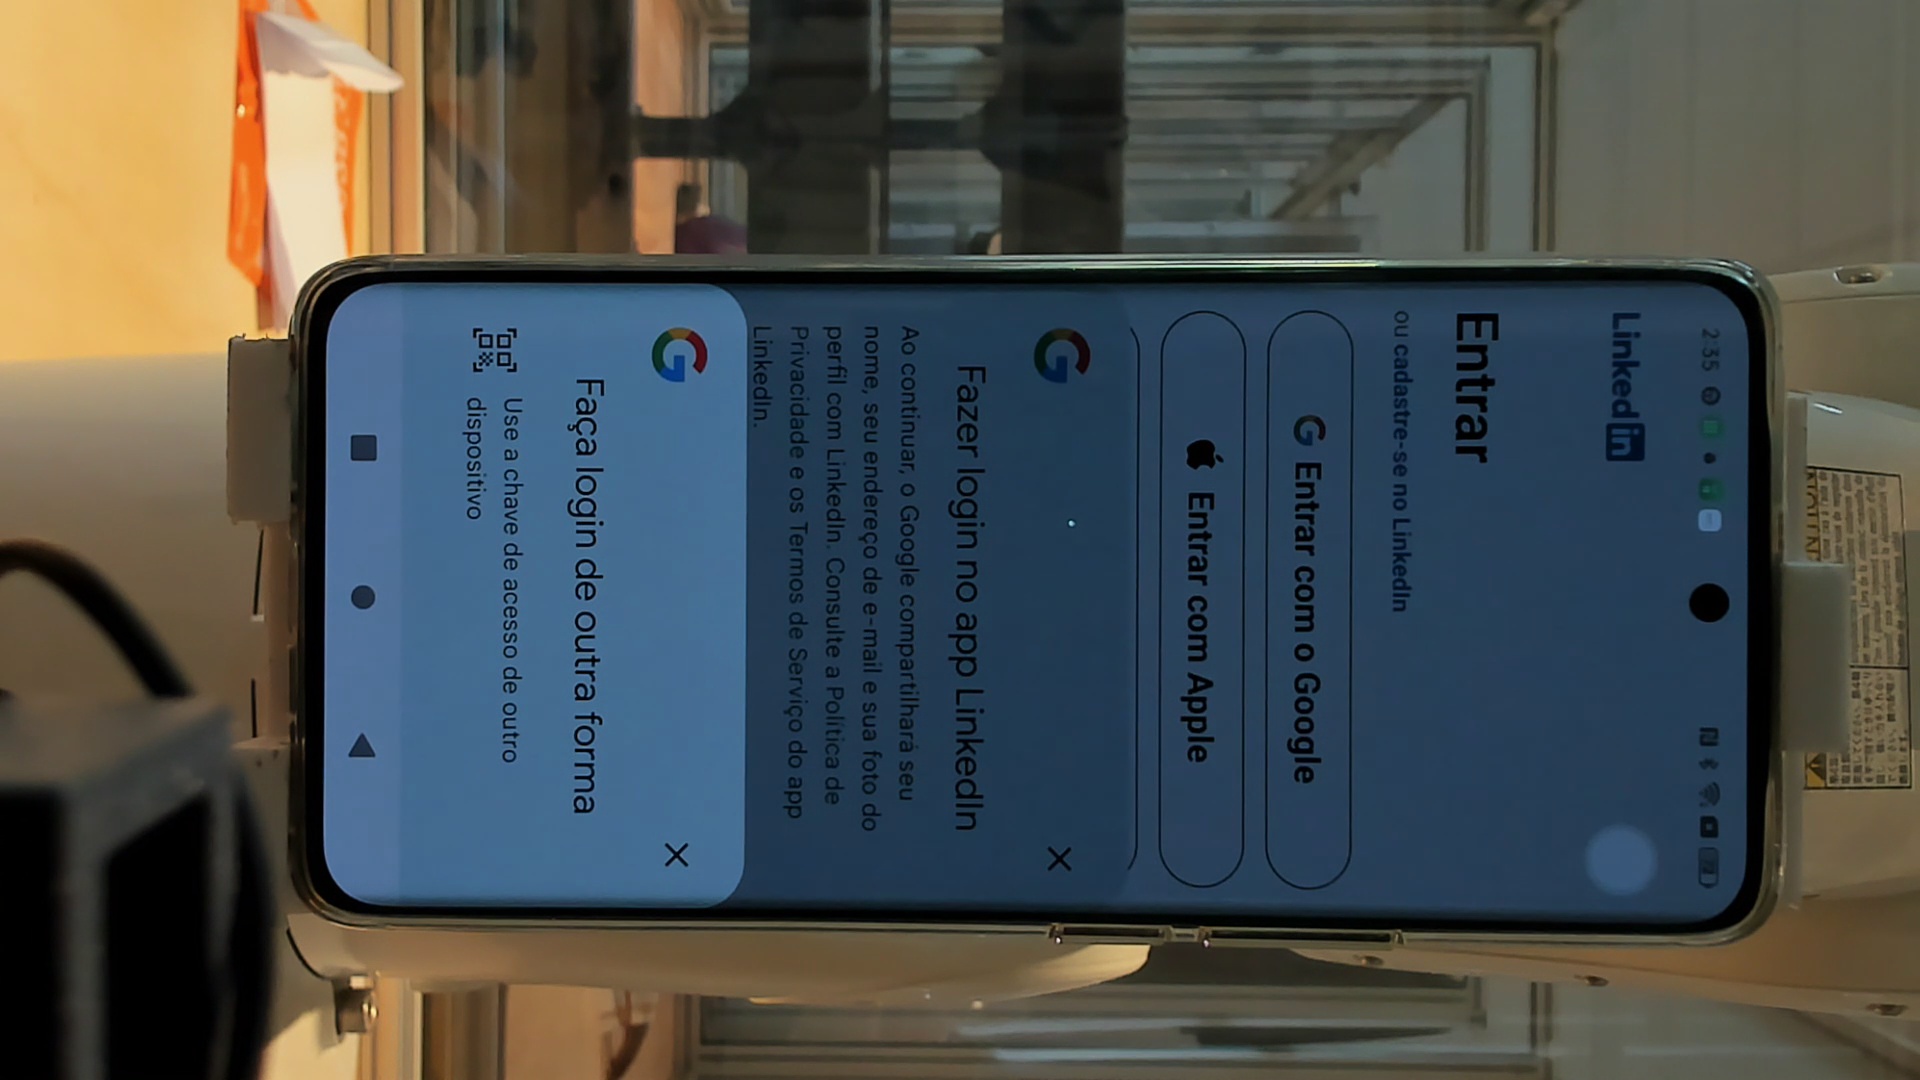 2:35
LinkedIn
Entrar
ou cadastre-se no LinkedIn
Entrar com o Google
Entrar com Apple
Fazer login no app LinkedIn
Ao continuar, o Google compartilhará seu
nome, seu endereço de e-mail e sua foto do
perfil com LinkedIn. Consulte a Política de
Privacidade e os Termos de Serviço do app
LinkedIn.
Faça login de outra forma
Use a chave de acesso de outro
dispositivo